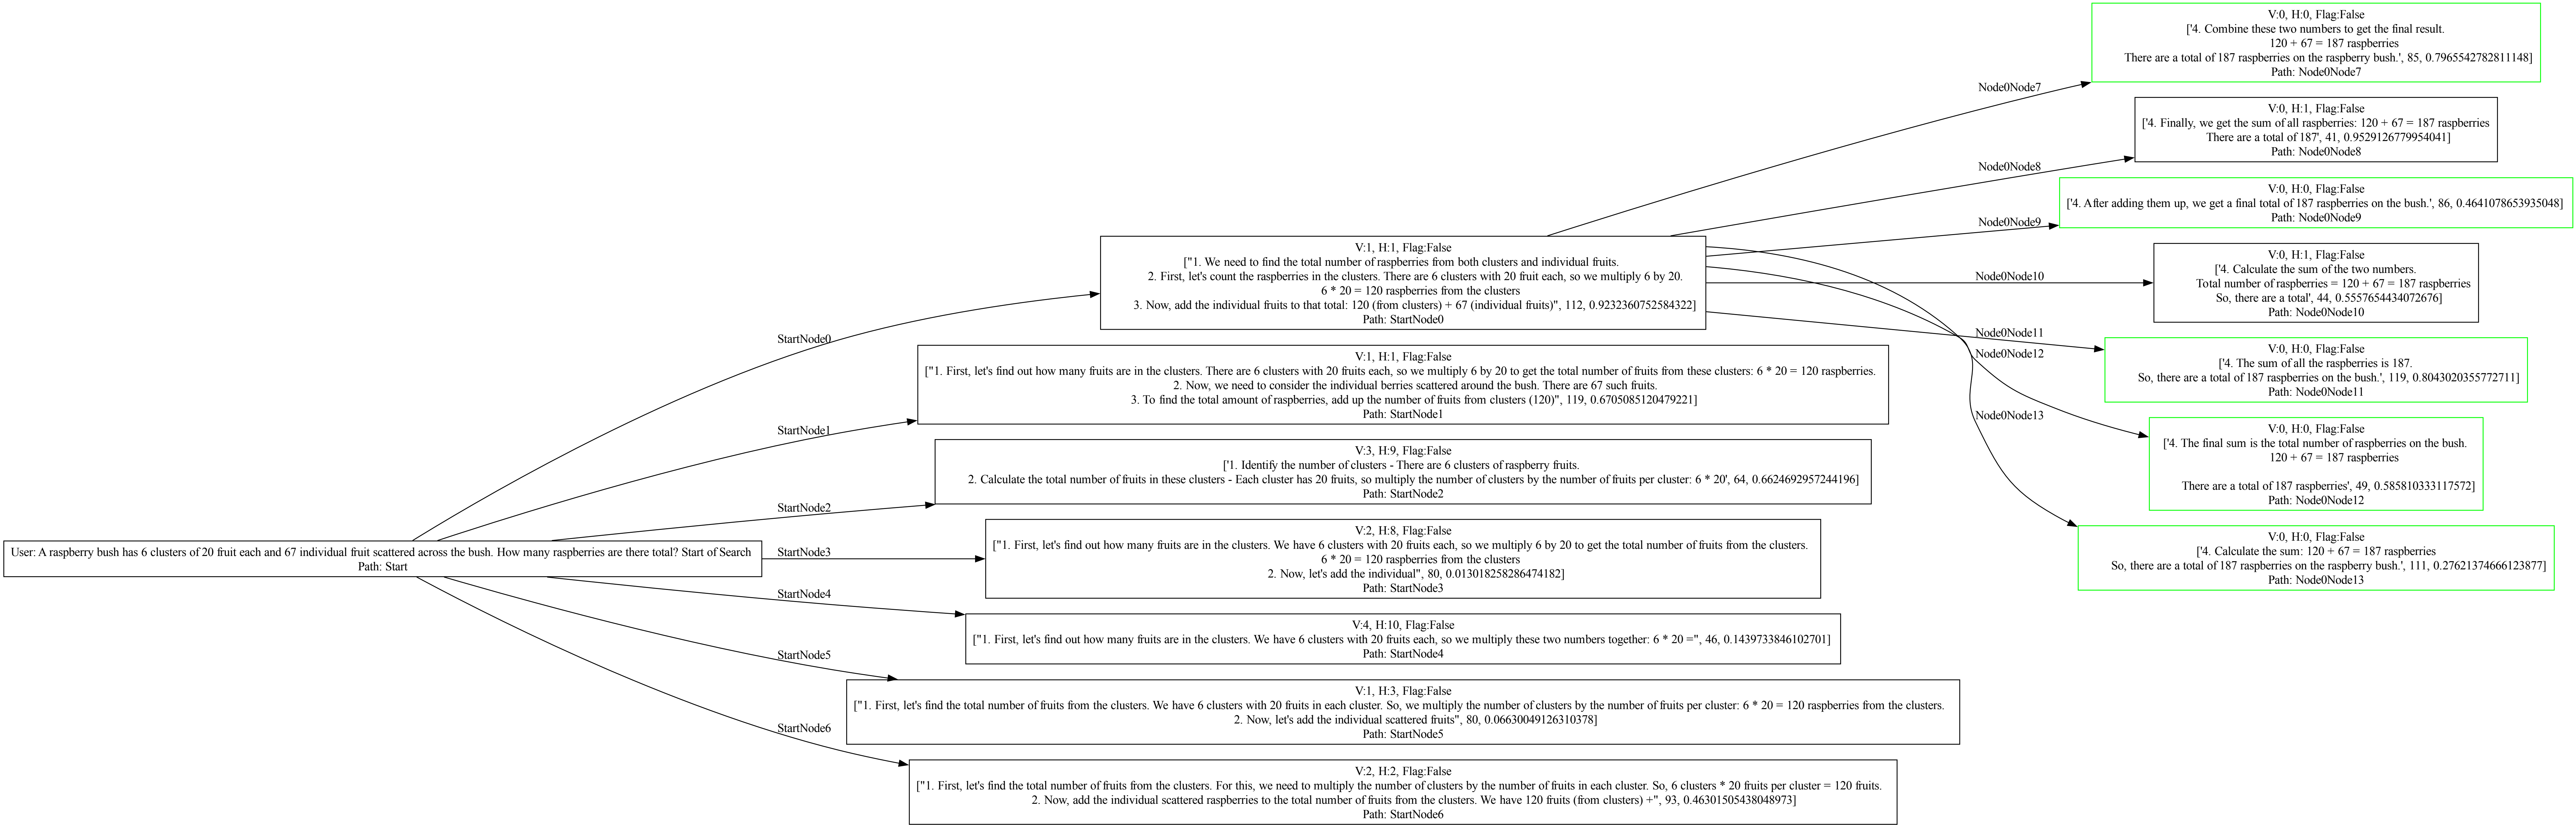 User: A raspberry bush has 6 clusters of 20 fruit each and 67 individual fruit scattered across the bush. How many raspberries are there total? Start of Search
Path: Start
StartNode0
StartNode1
StartNode2
StartNode3
StartNode4
StartNode5
StartNode6
V:1, H:1, Flag:False
["1. We need to find the total number of raspberries from both clusters and individual fruits.
2. First, let's count the raspberries in the clusters. There are 6 clusters with 20 fruit each, so we multiply 6 by 20.
6 * 20 = 120 raspberries from the clusters
3. Now, add the individual fruits to that total: 120 (from clusters) + 67 (individual fruits)", 112, 0.9232360752584322]
Path: StartNode0
V:1, H:1, Flag:False
["1. First, let's find out how many fruits are in the clusters. There are 6 clusters with 20 fruits each, so we multiply 6 by 20 to get the total number of fruits from these clusters: 6 * 20 = 120 raspberries.
2. Now, we need to consider the individual berries scattered around the bush. There are 67 such fruits.
3. To find the total amount of raspberries, add up the number of fruits from clusters (120)", 119, 0.6705085120479221]
Path: StartNode1
V:3, H:9, Flag:False
['1. Identify the number of clusters - There are 6 clusters of raspberry fruits.
2. Calculate the total number of fruits in these clusters - Each cluster has 20 fruits, so multiply the number of clusters by the number of fruits per cluster: 6 * 20', 64, 0.6624692957244196]
Path: StartNode2
V:2, H:8, Flag:False
["1. First, let's find out how many fruits are in the clusters. We have 6 clusters with 20 fruits each, so we multiply 6 by 20 to get the total number of fruits from the clusters.
6 * 20 = 120 raspberries from the clusters
2. Now, let's add the individual", 80, 0.013018258286474182]
Path: StartNode3
V:4, H:10, Flag:False
["1. First, let's find out how many fruits are in the clusters. We have 6 clusters with 20 fruits each, so we multiply these two numbers together: 6 * 20 =", 46, 0.1439733846102701]
Path: StartNode4
V:1, H:3, Flag:False
["1. First, let's find the total number of fruits from the clusters. We have 6 clusters with 20 fruits in each cluster. So, we multiply the number of clusters by the number of fruits per cluster: 6 * 20 = 120 raspberries from the clusters.
2. Now, let's add the individual scattered fruits", 80, 0.06630049126310378]
Path: StartNode5
V:2, H:2, Flag:False
["1. First, let's find the total number of fruits from the clusters. For this, we need to multiply the number of clusters by the number of fruits in each cluster. So, 6 clusters * 20 fruits per cluster = 120 fruits.
2. Now, add the individual scattered raspberries to the total number of fruits from the clusters. We have 120 fruits (from clusters) +", 93, 0.46301505438048973]
Path: StartNode6
Node0Node7
Node0Node8
Node0Node9
Node0Node10
Node0Node11
Node0Node12
Node0Node13
V:0, H:0, Flag:False
['4. Combine these two numbers to get the final result.
120 + 67 = 187 raspberries
There are a total of 187 raspberries on the raspberry bush.', 85, 0.7965542782811148]
Path: Node0Node7
V:0, H:1, Flag:False
['4. Finally, we get the sum of all raspberries: 120 + 67 = 187 raspberries
There are a total of 187', 41, 0.9529126779954041]
Path: Node0Node8
V:0, H:0, Flag:False
['4. After adding them up, we get a final total of 187 raspberries on the bush.', 86, 0.4641078653935048]
Path: Node0Node9
V:0, H:1, Flag:False
['4. Calculate the sum of the two numbers.
Total number of raspberries = 120 + 67 = 187 raspberries
So, there are a total', 44, 0.5557654434072676]
Path: Node0Node10
V:0, H:0, Flag:False
['4. The sum of all the raspberries is 187.
So, there are a total of 187 raspberries on the bush.', 119, 0.8043020355772711]
Path: Node0Node11
V:0, H:0, Flag:False
['4. The final sum is the total number of raspberries on the bush.
120 + 67 = 187 raspberries
There are a total of 187 raspberries', 49, 0.585810333117572]
Path: Node0Node12
V:0, H:0, Flag:False
['4. Calculate the sum: 120 + 67 = 187 raspberries
So, there are a total of 187 raspberries on the raspberry bush.', 111, 0.27621374666123877]
Path: Node0Node13